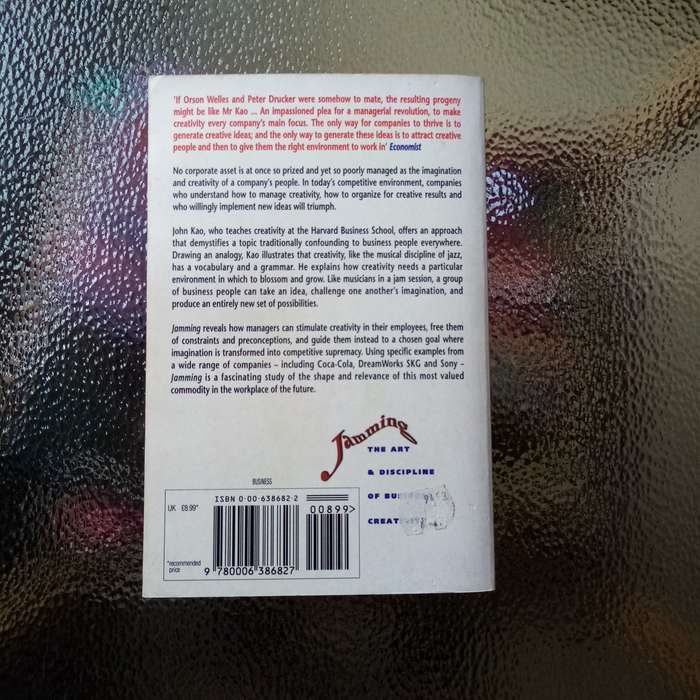 'If Orson Welles and Peter Drucker were somehow to mate, the resulting progeny
might be like Mr Kao ... An impassioned plea for a managerial revolution, to make
creativity every company's main focus. The only way for companies to thrive is to
generate creative ideas; and the only way to generate these ideas is to attract creative
people and then to give them the right environment to work in' Economist
No corporate asset is at once so prized and yet so poorly managed as the imagination
and creativity of a company's people. In today's competitive environment, companies
who understand how to manage creativity, how to organize for creative results and
who willingly implement new ideas will triumph.
John Kao, who teaches creativity at the Harvard Business School, offers an approach
that demystifies a topic traditionally confounding to business people everywhere.
Drawing an analogy, Kao illustrates that creativity, like the musical discipline of jazz,
has a vocabulary and a grammar. He explains how creativity needs a particular
environment in which to blossom and grow. Like musicians in a jam session, a group
of business people can take an idea, challenge one another's imagination, and
produce an entirely new set of possibilities.
Jamming reveals how managers can stimulate creativity in their employees, free them
of constraints and preconceptions, and guide them instead to a chosen goal where
imagination is transformed into competitive supremacy. Using specific examples from
a wide range of companies – including Coca-Cola, DreamWorks SKG and Sony –
Jamming is a fascinating study of the shape and relevance of this most valued
commodity in the workplace of the future.
Jamming
THE ART
& DISCIPLINE
OF
BUSINESS
ISBN 0-00-638682-2
UK £8.99*
00899>
*recommended
price
9 780006 386827